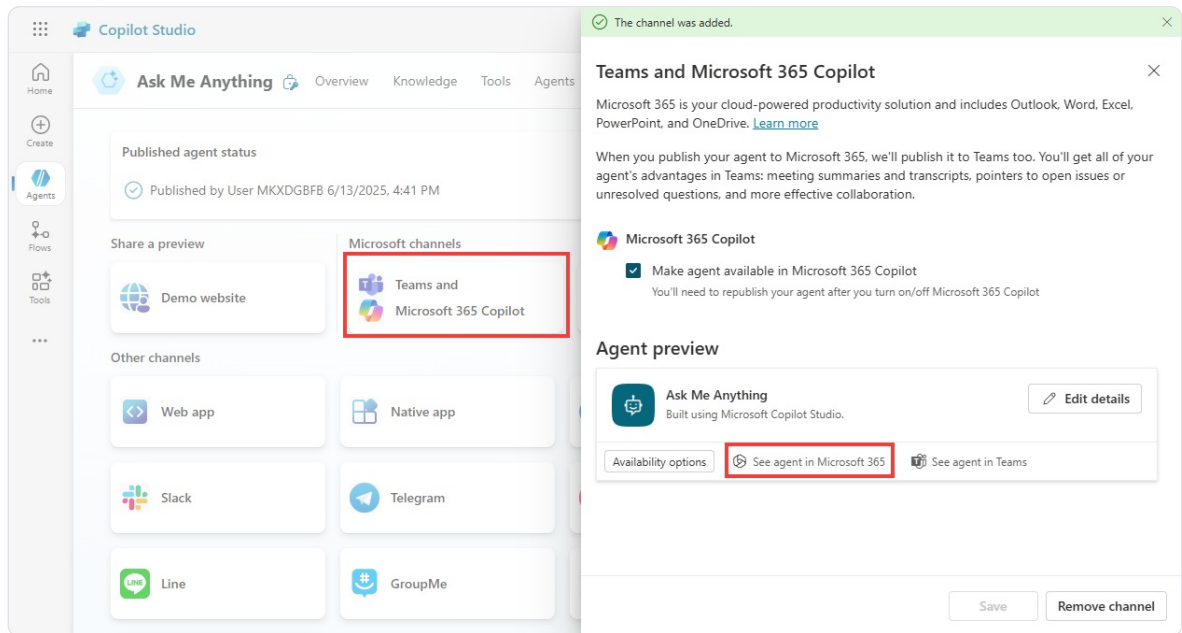 Copilot Studio
Home
Create
Agents
Flows
Tools
Ask Me Anything
Overview
Knowledge
Tools
Agents
Published agent status
Published by User MKXDGBFB 6/13/2025, 4:41 PM
Share a preview
Microsoft channels
Demo website
Teams and
Microsoft 365 Copilot
Other channels
Web app
Native app
Slack
Telegram
LINE
Line
GroupMe
The channel was added.
Teams and Microsoft 365 Copilot
Microsoft 365 is your cloud-powered productivity solution and includes Outlook, Word, Excel,
PowerPoint, and OneDrive. Learn more
When you publish your agent to Microsoft 365, we'll publish it to Teams too. You'll get all of your
agent's advantages in Teams: meeting summaries and transcripts, pointers to open issues or
unresolved questions, and more effective collaboration.
Microsoft 365 Copilot
Make agent available in Microsoft 365 Copilot
You'll need to republish your agent after you turn on/off Microsoft 365 Copilot
Agent preview
Ask Me Anything
Built using Microsoft Copilot Studio.
Edit details
Availability options
See agent in Microsoft 365
See agent in Teams
Save
Remove channel